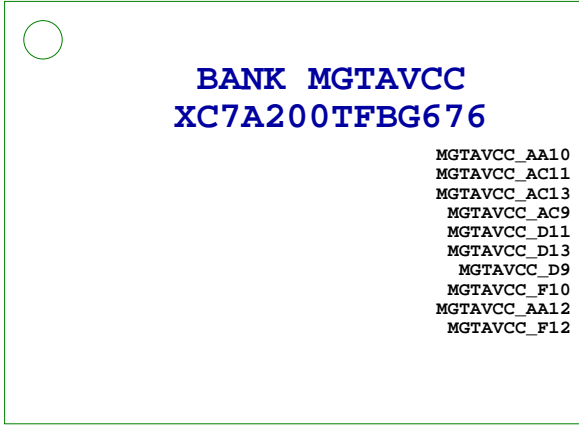 BANK MGTAVCC
XC7A200TFBG676
MGTAVCC_AA10
MGTAVCC_AC11
MGTAVCC_AC13
MGTAVCC_AC9
MGTAVCC_D11
MGTAVCC_D13
MGTAVCC_D9
MGTAVCC_F10
MGTAVCC_AA12
MGTAVCC_F12